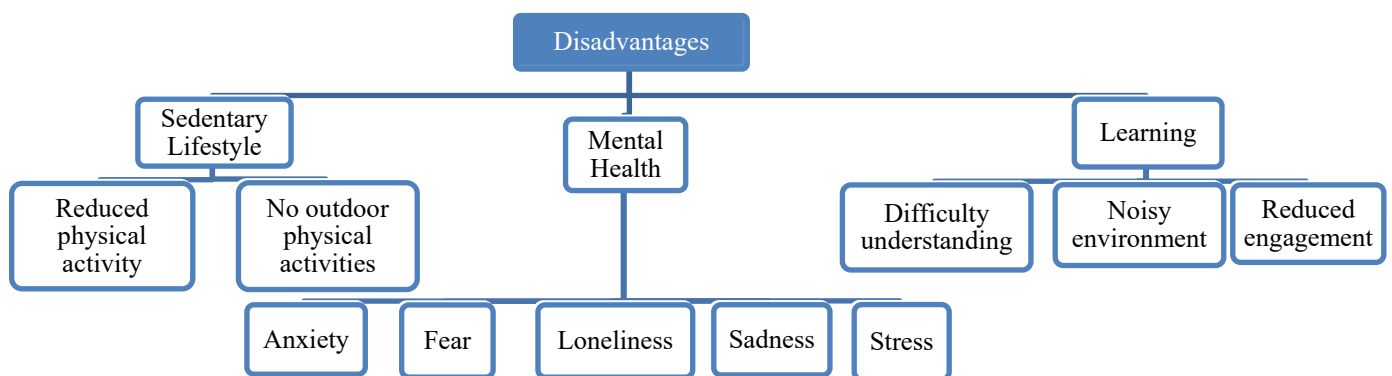 Disadvantages
Sedentary
Lifestyle
Mental
Health
Learning
Reduced
physical
activity
No outdoor
physical
activities
Difficulty
understanding
Noisy
environment
Reduced
engagement
Anxiety
Fear
Loneliness
Sadness
Stress